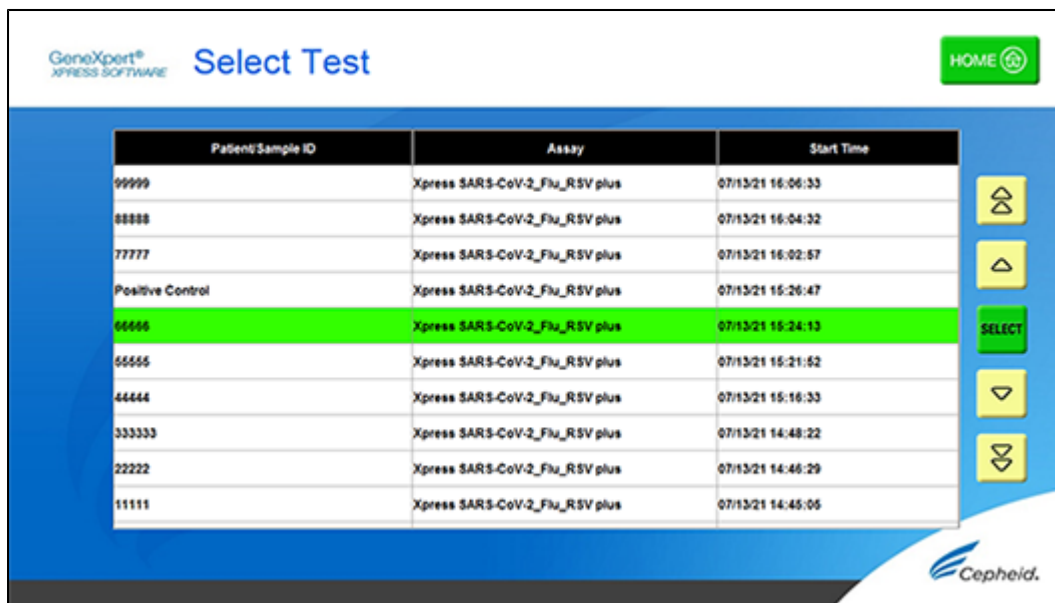 GeneXpert® Select Test HOME
XPRESS SOFTWARE
Patient/Sample ID Assay Start Time
99999 Xpress SARS-CoV-2_Flu_RSV plus 07/13/21 16:06:33
88888 Xpress SARS-CoV-2_Flu_RSV plus 07/13/21 16:04:32
77777 Xpress SARS-CoV-2_Flu_RSV plus 07/13/21 16:02:57
Positive Control Xpress SARS-CoV-2_Flu_RSV plus 07/13/21 15:26:47
66666 Xpress SARS-CoV-2_Flu_RSV plus 07/13/21 15:24:13 SELECT
55555 Xpress SARS-CoV-2_Flu_RSV plus 07/13/21 15:21:52
44444 Xpress SARS-CoV-2_Flu_RSV plus 07/13/21 15:16:33
333333 Xpress SARS-CoV-2_Flu_RSV plus 07/13/21 14:48:22
22222 Xpress SARS-CoV-2_Flu_RSV plus 07/13/21 14:46:29
11111 Xpress SARS-CoV-2_Flu_RSV plus 07/13/21 14:45:05
Cepheid.